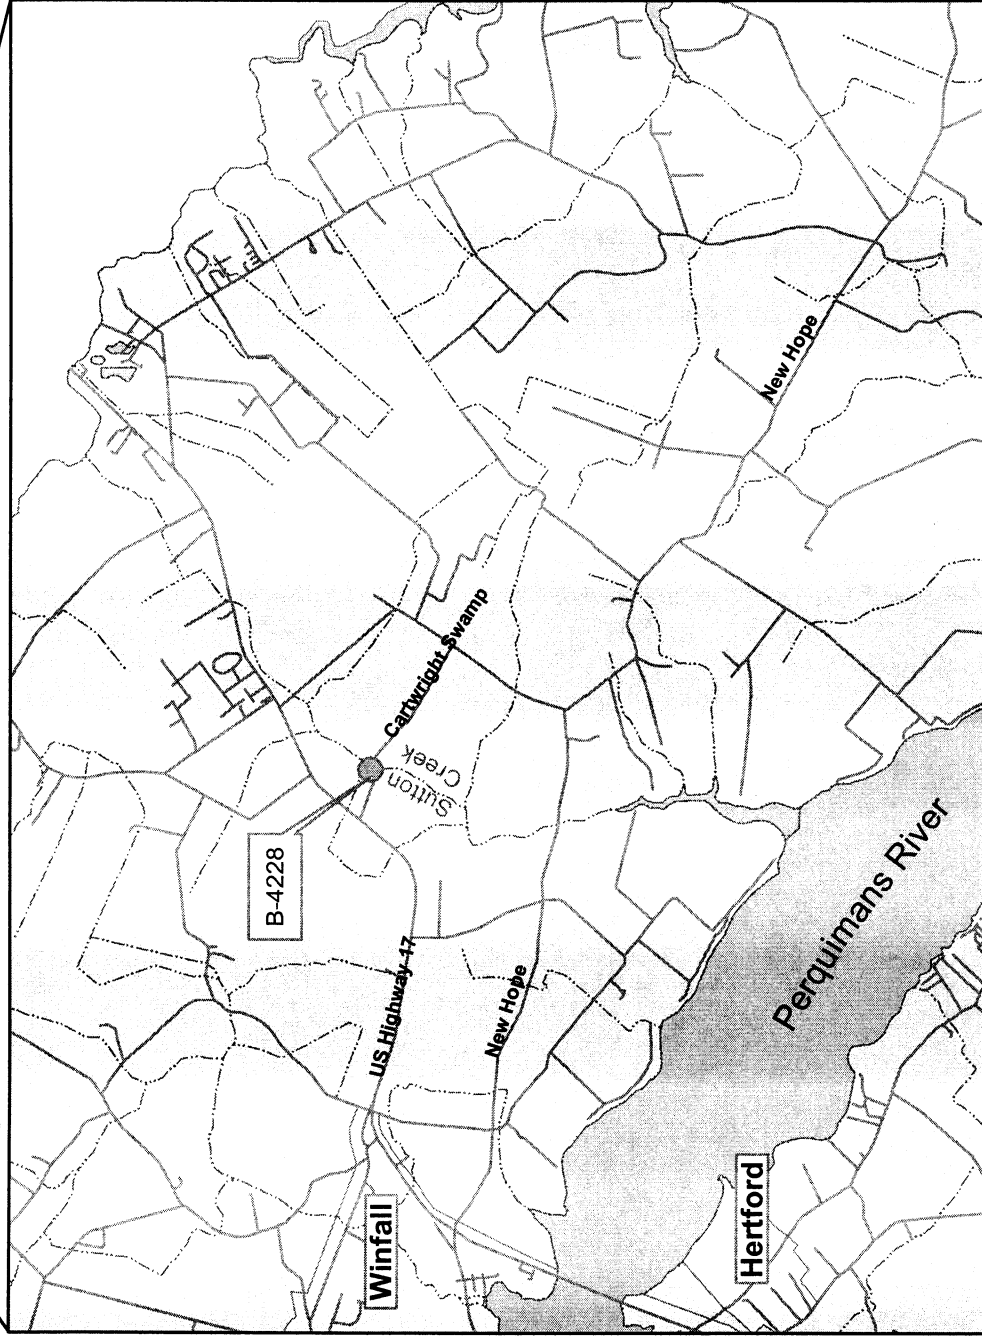 B-4228
Cartwright Swamp
Sutton
Creek
US Highway 17
New Hope
New Hope
Winfall
Hertford
Perquimans River